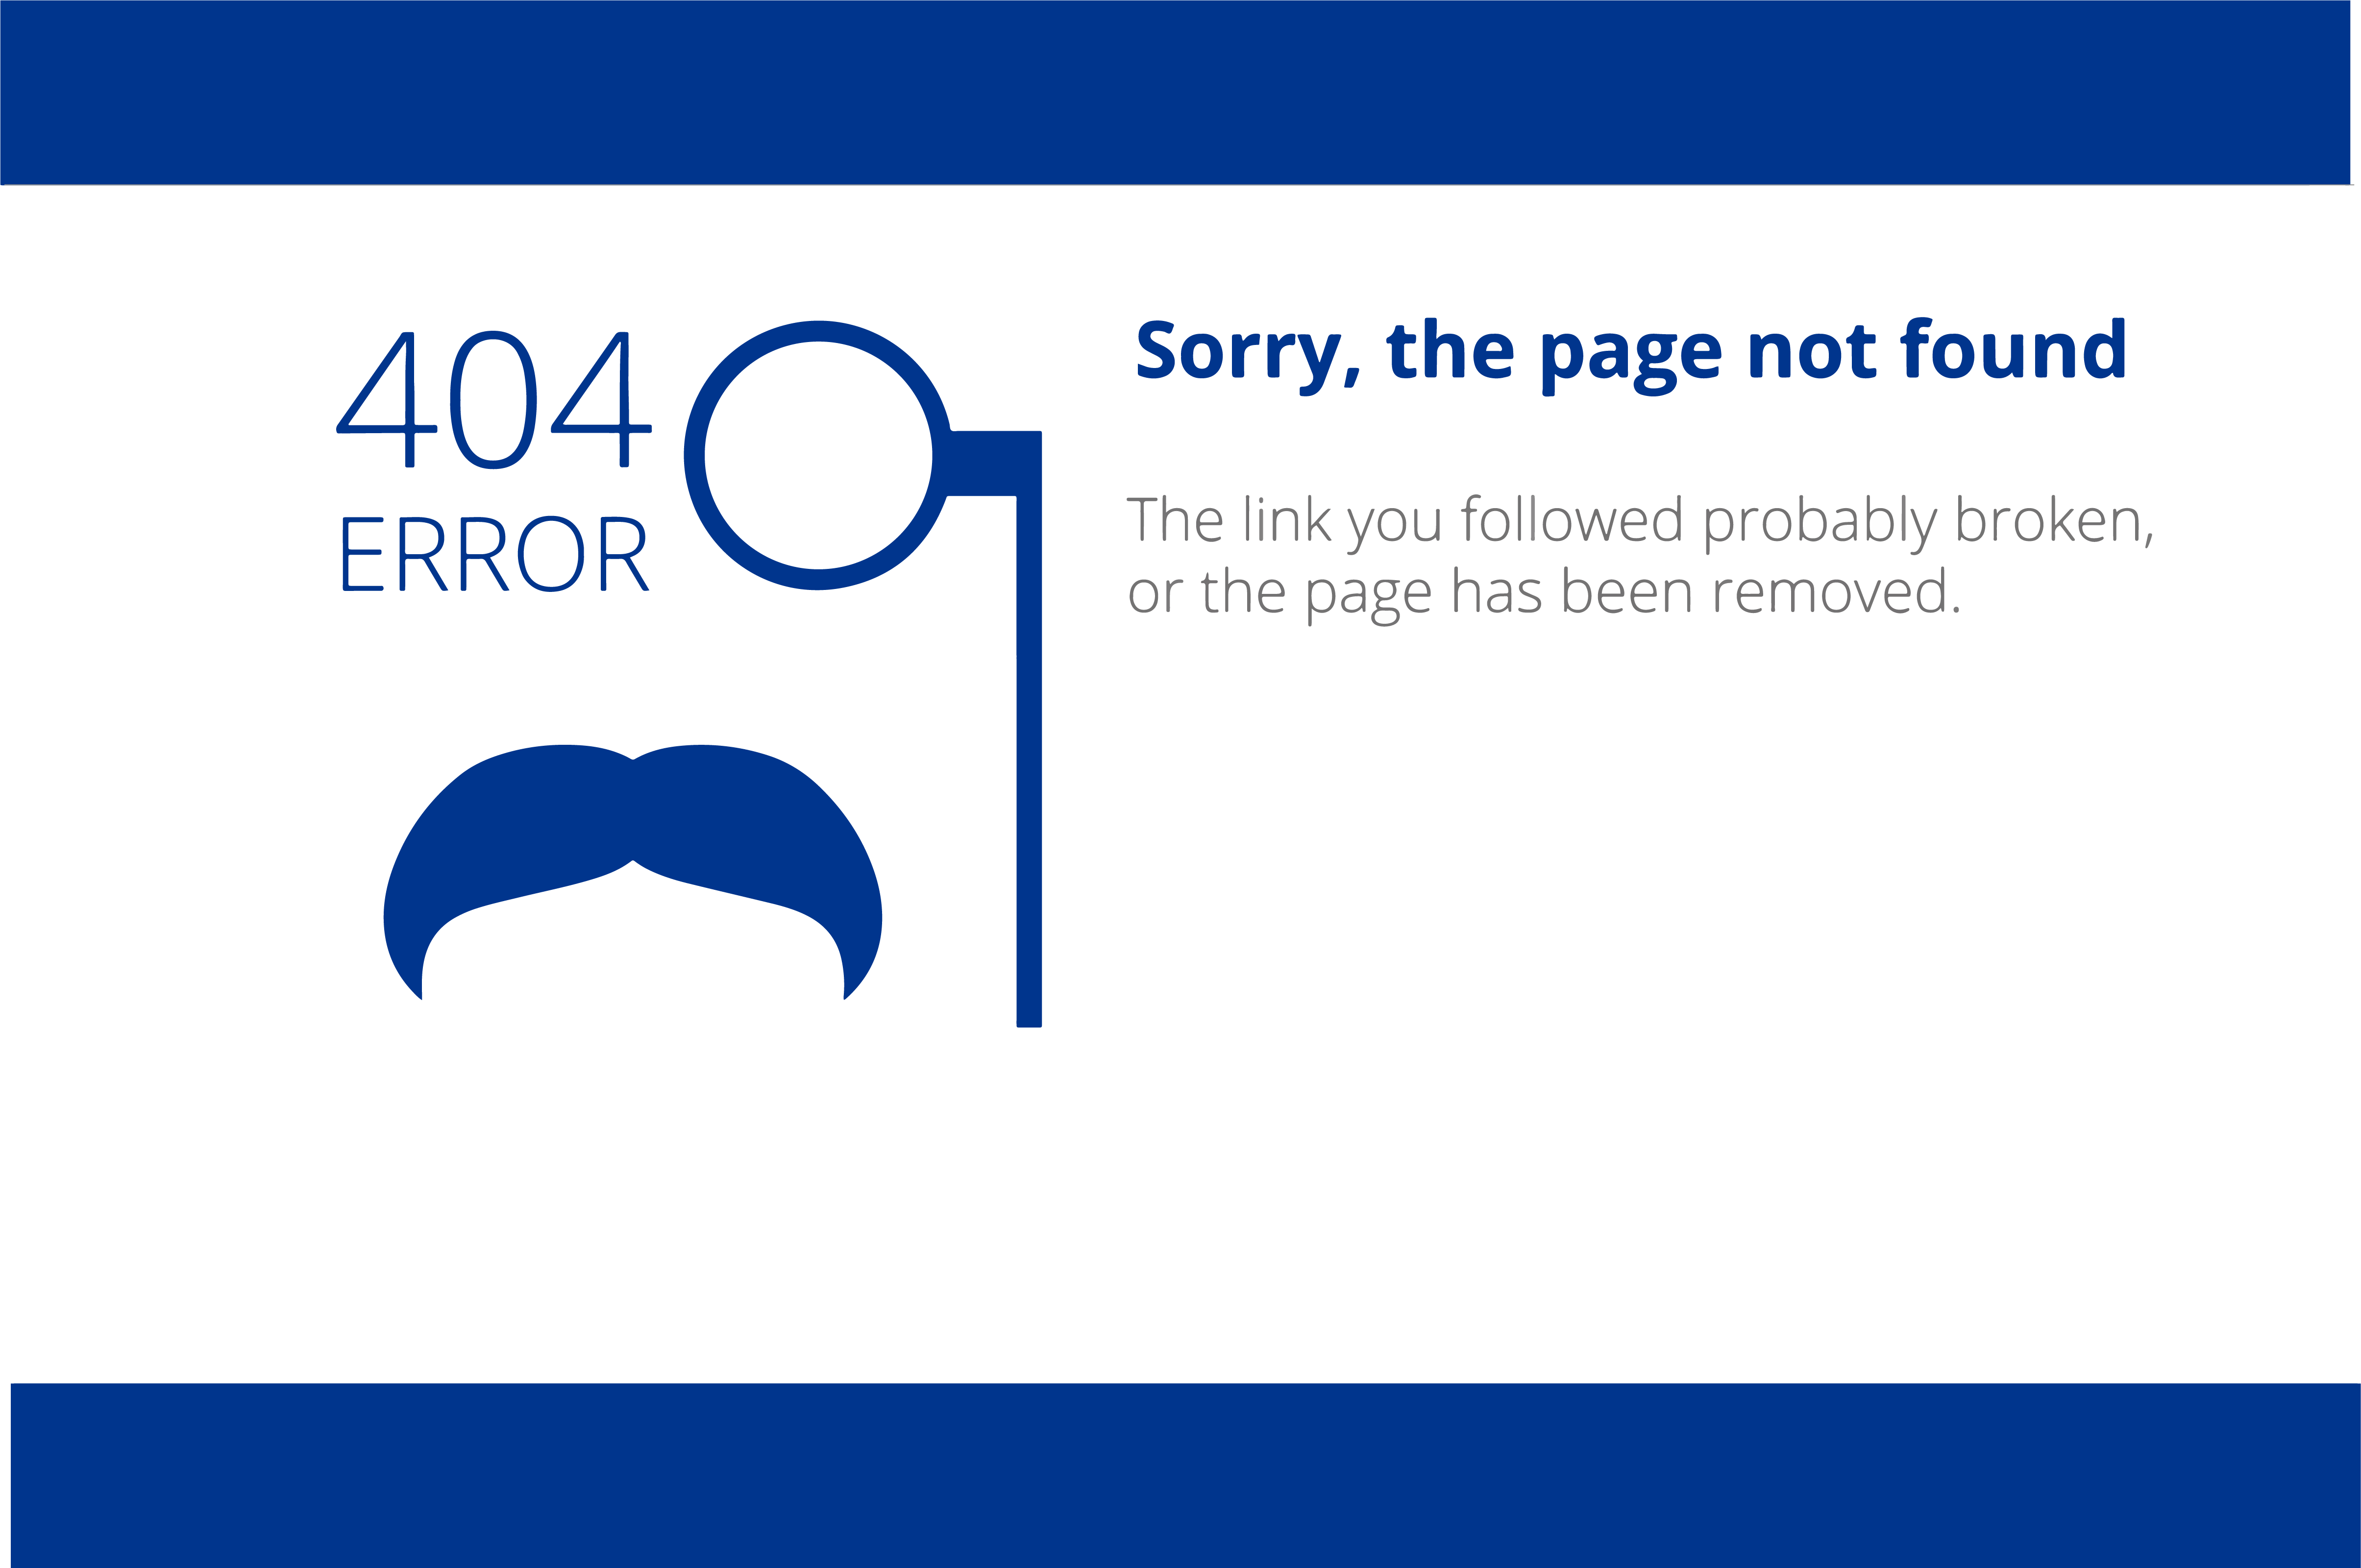 404
ERROR
Sorry, the page not found
The link you followed probably broken,
or the page has been removed.